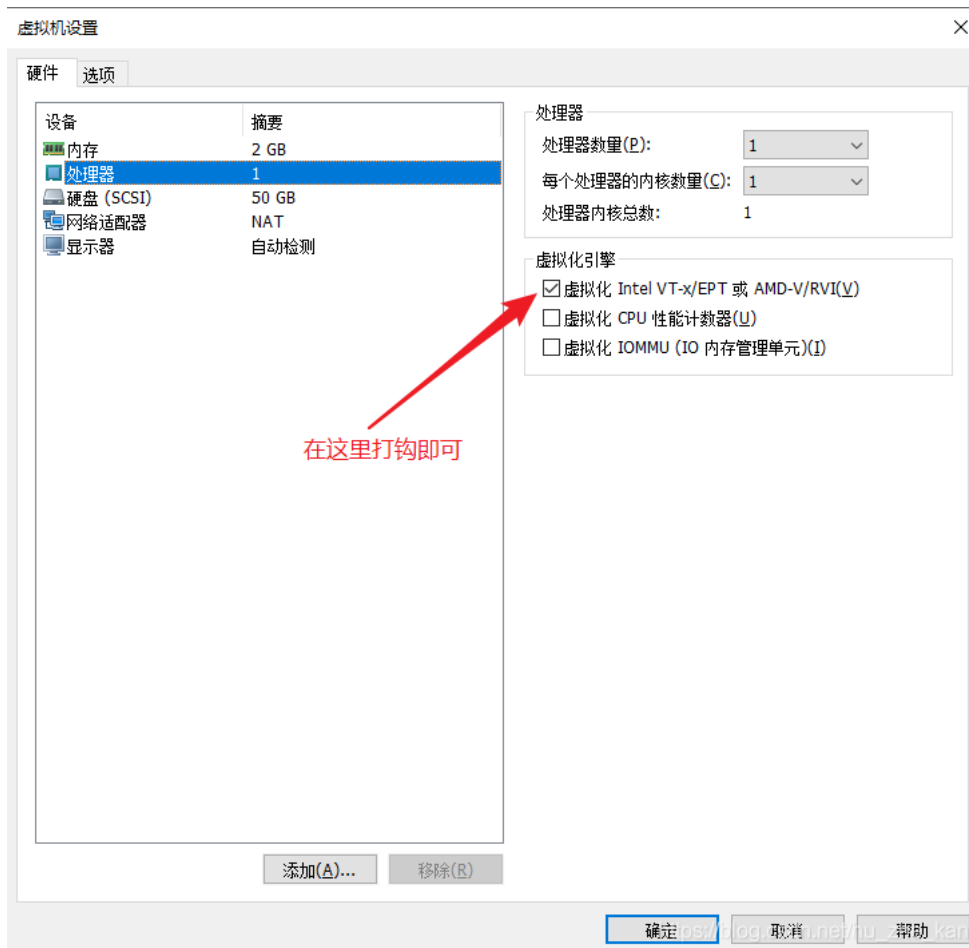 虚拟机设置
硬件 选项
设备 摘要
内存 2 GB
处理器 1
硬盘 (SCSI) 50 GB
网络适配器 NAT
显示器 自动检测
处理器
处理器数量(P): 1
每个处理器的内核数量(C): 1
处理器内核总数: 1
虚拟化引擎
虚拟化 Intel VT-x/EPT 或 AMD-V/RVI(V)
虚拟化 CPU 性能计数器(U)
虚拟化 IOMMU (IO 内存管理单元)(I)
在这里打钩即可
添加(A)... 移除(R)
确定 取消 帮助